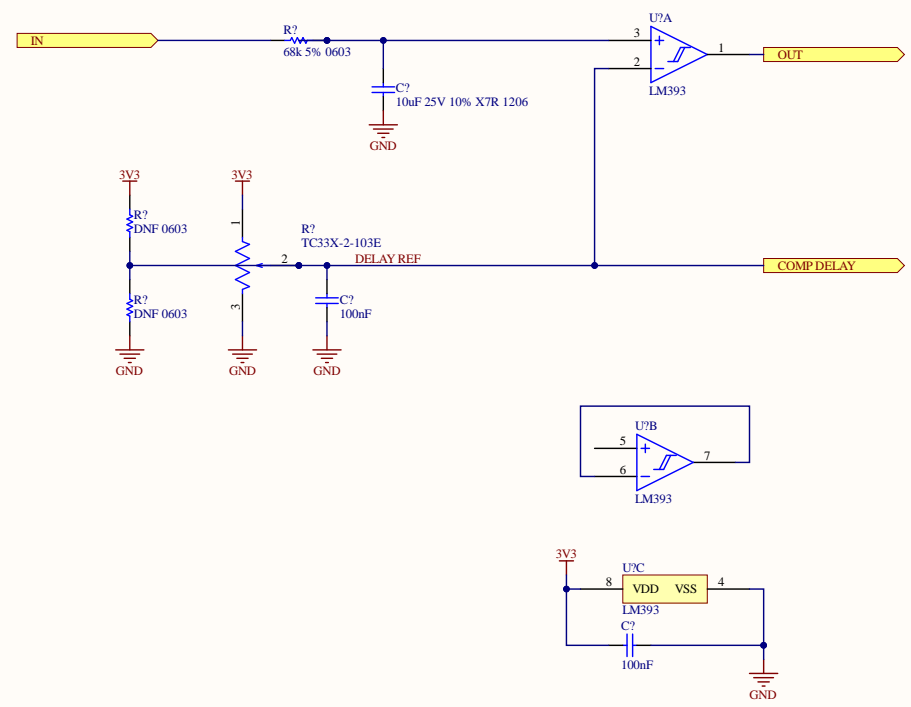 U?A
IN
R?
68k 5% 0603
3
2
1
OUT
LM393
C?
10uF 25V 10% X7R 1206
GND
3V3
3V3
R?
DNF 0603
1
R?
TC33X-2-103E
2
DELAY REF
COMP DELAY
R?
DNF 0603
3
C?
100nF
GND
GND
GND
U?B
5
6
7
LM393
3V3
U?C
8
VDD
VSS
4
LM393
C?
100nF
GND